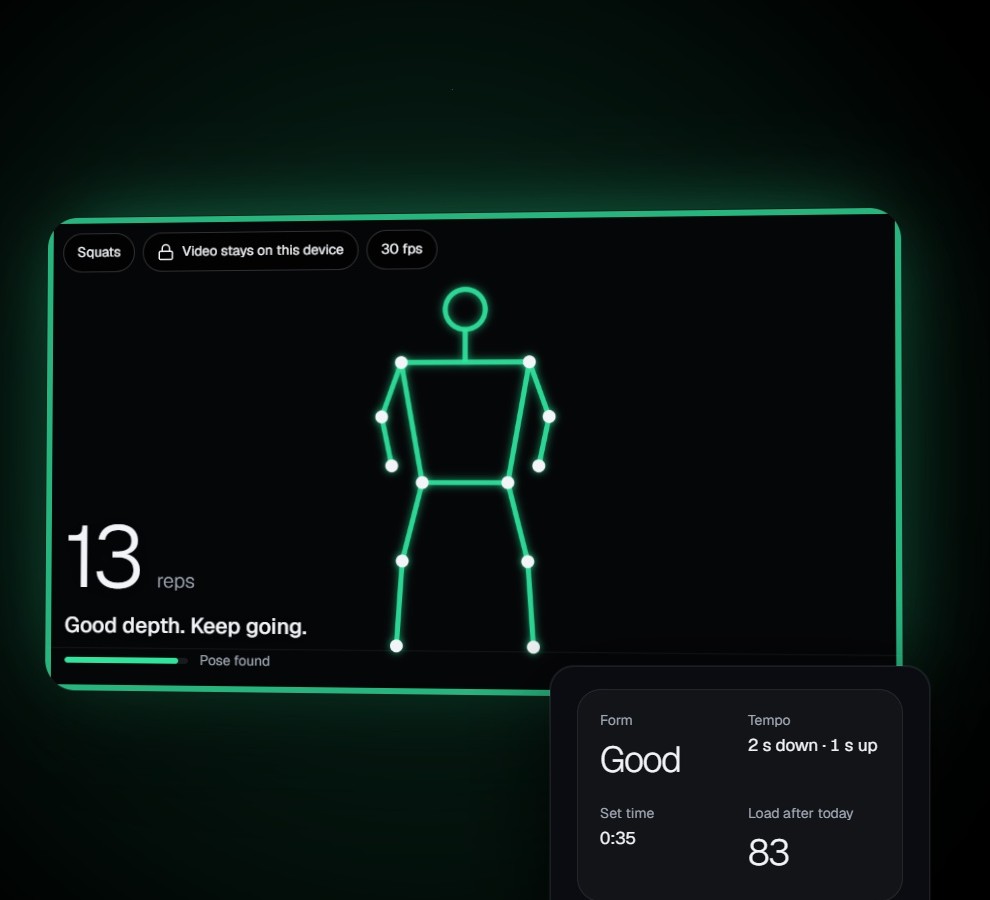 Squats
Video stays on this device
30 fps
13 reps
Good depth. Keep going.
Pose found
Form
Good
Tempo
2 s down · 1 s up
Set time
0:35
Load after today
83